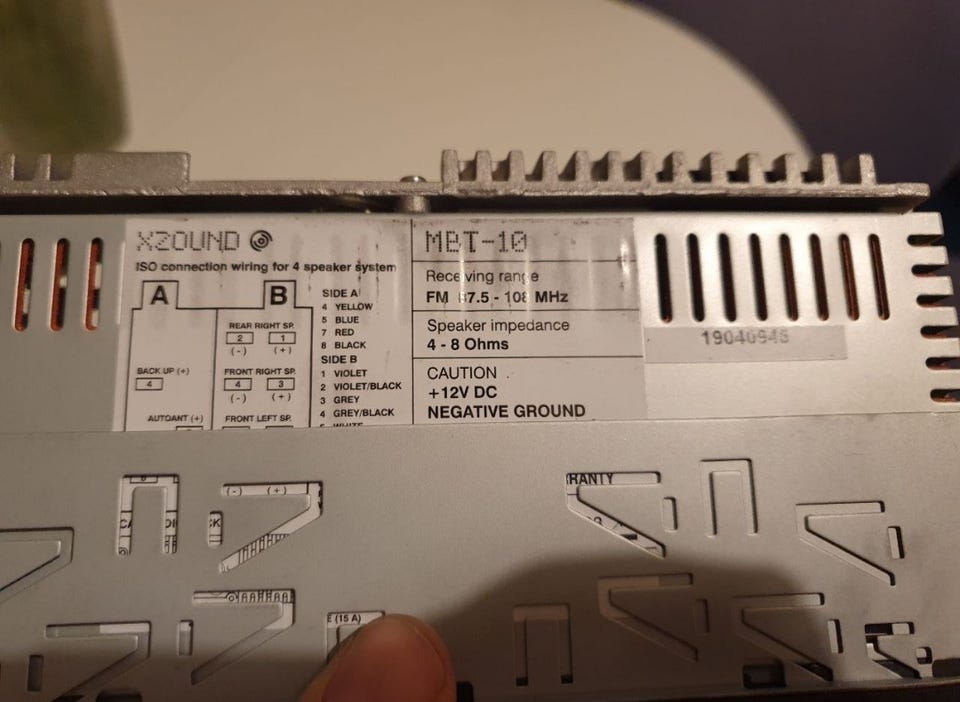 XZOUND
ISO connection wiring for 4 speaker system
A
B
REAR RIGHT SP.
2 1
(-) (+)
BACK UP (+)
4
FRONT RIGHT SP.
4 3
(-) (+)
AUTOANT (+)
FRONT LEFT SP.
SIDE A
4 YELLOW
5 BLUE
7 RED
8 BLACK
SIDE B
1 VIOLET
2 VIOLET/BLACK
3 GREY
4 GREY/BLACK
WHITE
MBT-10
Receiving range
FM 87.5 - 108 MHz
Speaker impedance
4 - 8 Ohms
CAUTION
+12V DC
NEGATIVE GROUND
(-) (+)
RANTY
E (15 A)